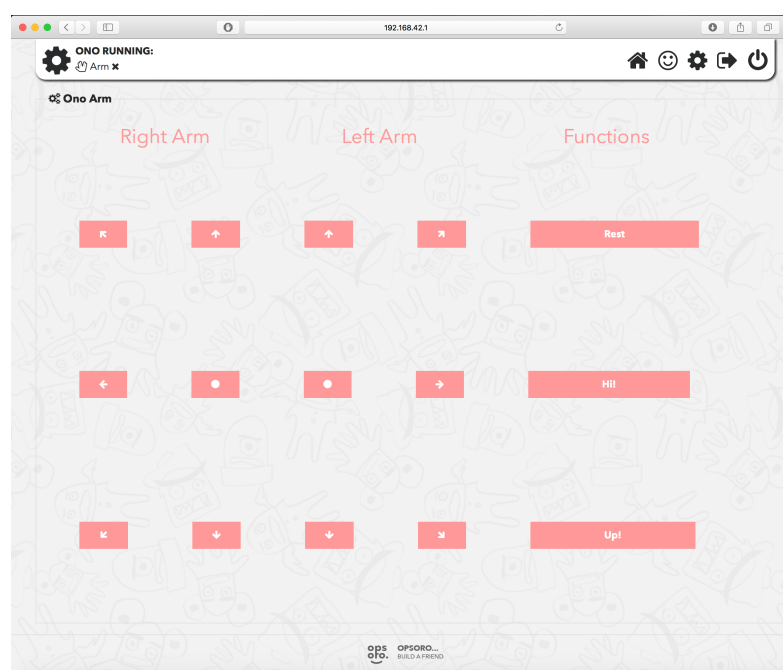 192.168.42.1
ONO RUNNING:
Arm
Ono Arm
Right Arm
Left Arm
Functions
Rest
Hi!
Up!
ops
oro.
OPSORO...
BUILD A FRIEND